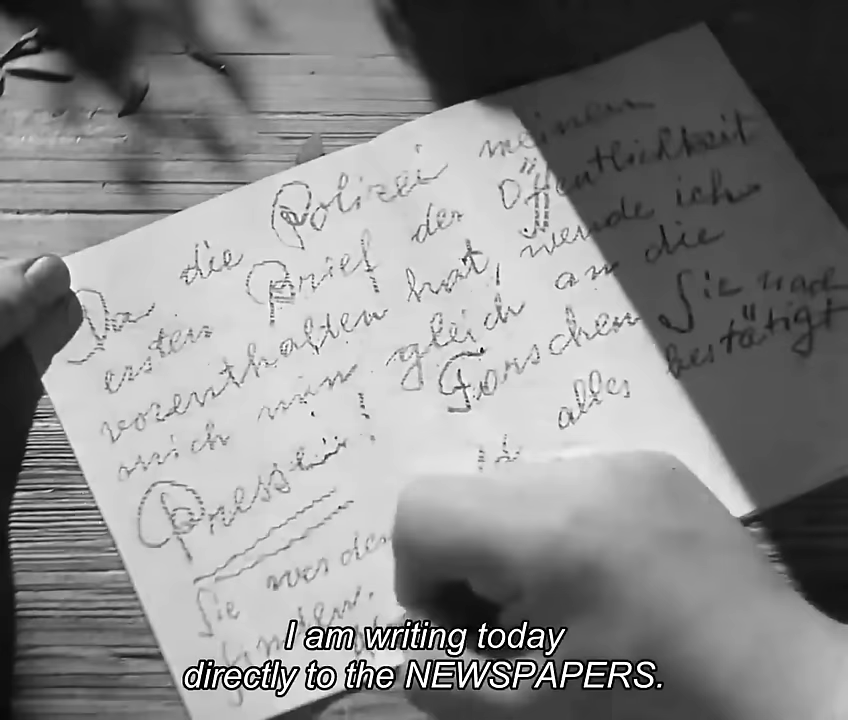 Da die Polizei meinen
ersten Brief der Öffentlichkeit
vorenthalten hat, wende ich
mich nun gleich an die
Presse! Forschen Sie nach
Sie werden alles bestätigt
finden.
I am writing today
directly to the NEWSPAPERS.